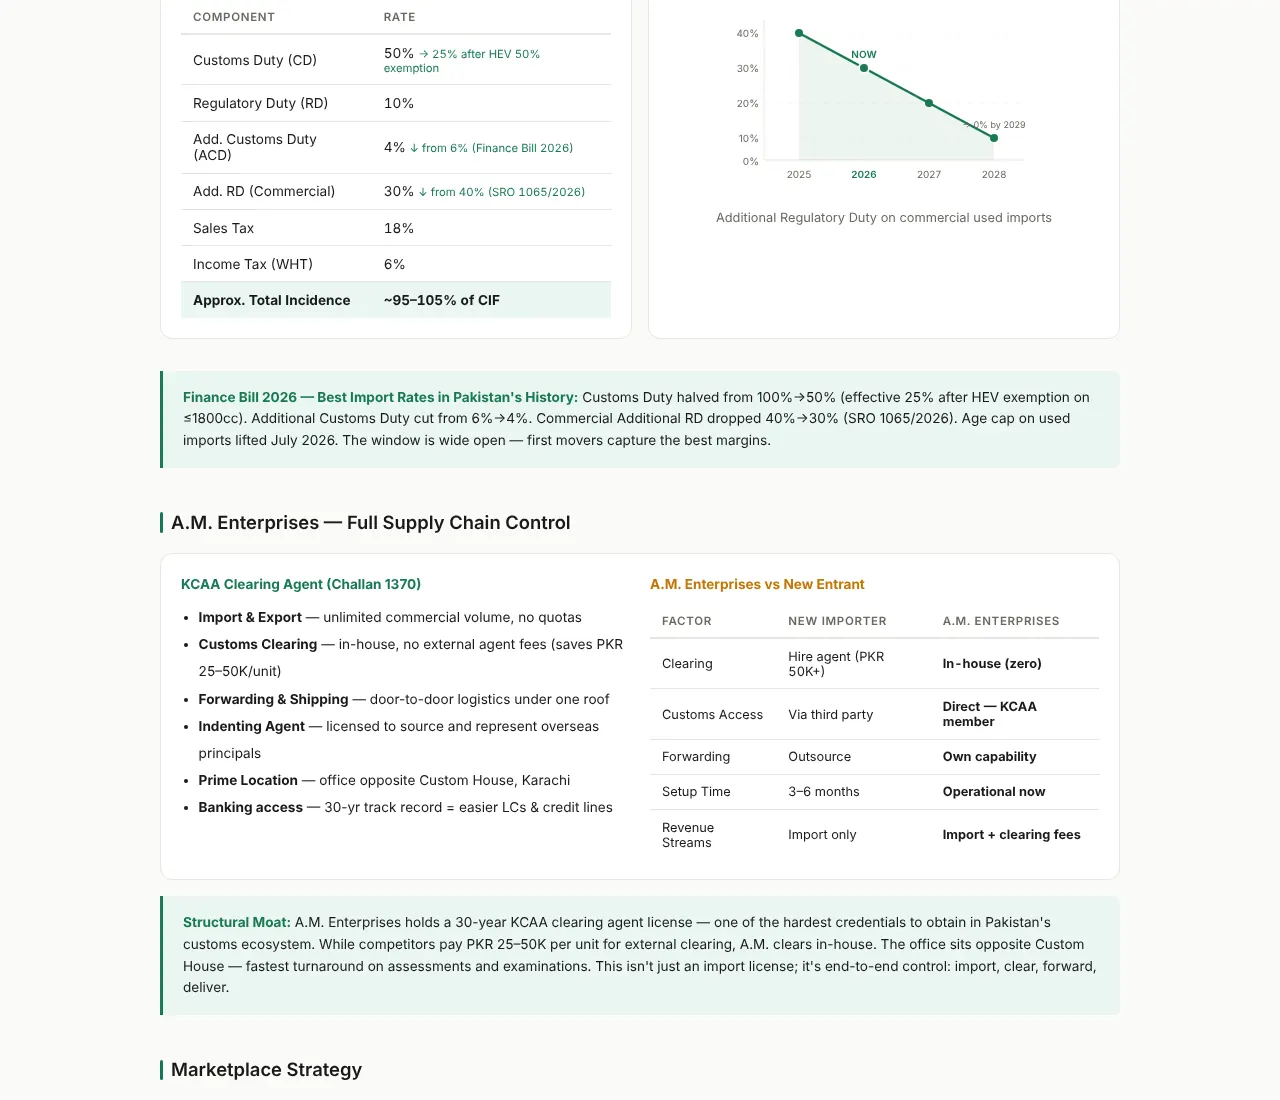 COMPONENT RATE
Customs Duty (CD) 50% → 25% after HEV 50%
exemption
Regulatory Duty (RD) 10%
Add. Customs Duty
(ACD) 4% ↓ from 6% (Finance Bill 2026)
Add. RD (Commercial) 30% ↓ from 40% (SRO 1065/2026)
Sales Tax 18%
Income Tax (WHT) 6%
Approx. Total Incidence ~95–105% of CIF
40%
NOW
30%
20%
0% by 2029
10%
0%
2025 2026 2027 2028
Additional Regulatory Duty on commercial used imports
Finance Bill 2026 — Best Import Rates in Pakistan's History: Customs Duty halved from 100%→50% (effective 25% after HEV exemption on
≤1800cc). Additional Customs Duty cut from 6%→4%. Commercial Additional RD dropped 40%→30% (SRO 1065/2026). Age cap on used
imports lifted July 2026. The window is wide open — first movers capture the best margins.
A.M. Enterprises — Full Supply Chain Control
KCAA Clearing Agent (Challan 1370)
• Import & Export — unlimited commercial volume, no quotas
• Customs Clearing — in-house, no external agent fees (saves PKR
25–50K/unit)
• Forwarding & Shipping — door-to-door logistics under one roof
• Indenting Agent — licensed to source and represent overseas
principals
• Prime Location — office opposite Custom House, Karachi
• Banking access — 30-yr track record = easier LCs & credit lines
A.M. Enterprises vs New Entrant
FACTOR NEW IMPORTER A.M. ENTERPRISES
Clearing Hire agent (PKR
50K+) In-house (zero)
Customs Access Via third party Direct — KCAA
member
Forwarding Outsource Own capability
Setup Time 3–6 months Operational now
Revenue
Streams Import only Import + clearing fees
Structural Moat: A.M. Enterprises holds a 30-year KCAA clearing agent license — one of the hardest credentials to obtain in Pakistan's
customs ecosystem. While competitors pay PKR 25–50K per unit for external clearing, A.M. clears in-house. The office sits opposite Custom
House — fastest turnaround on assessments and examinations. This isn't just an import license; it's end-to-end control: import, clear, forward,
deliver.
Marketplace Strategy